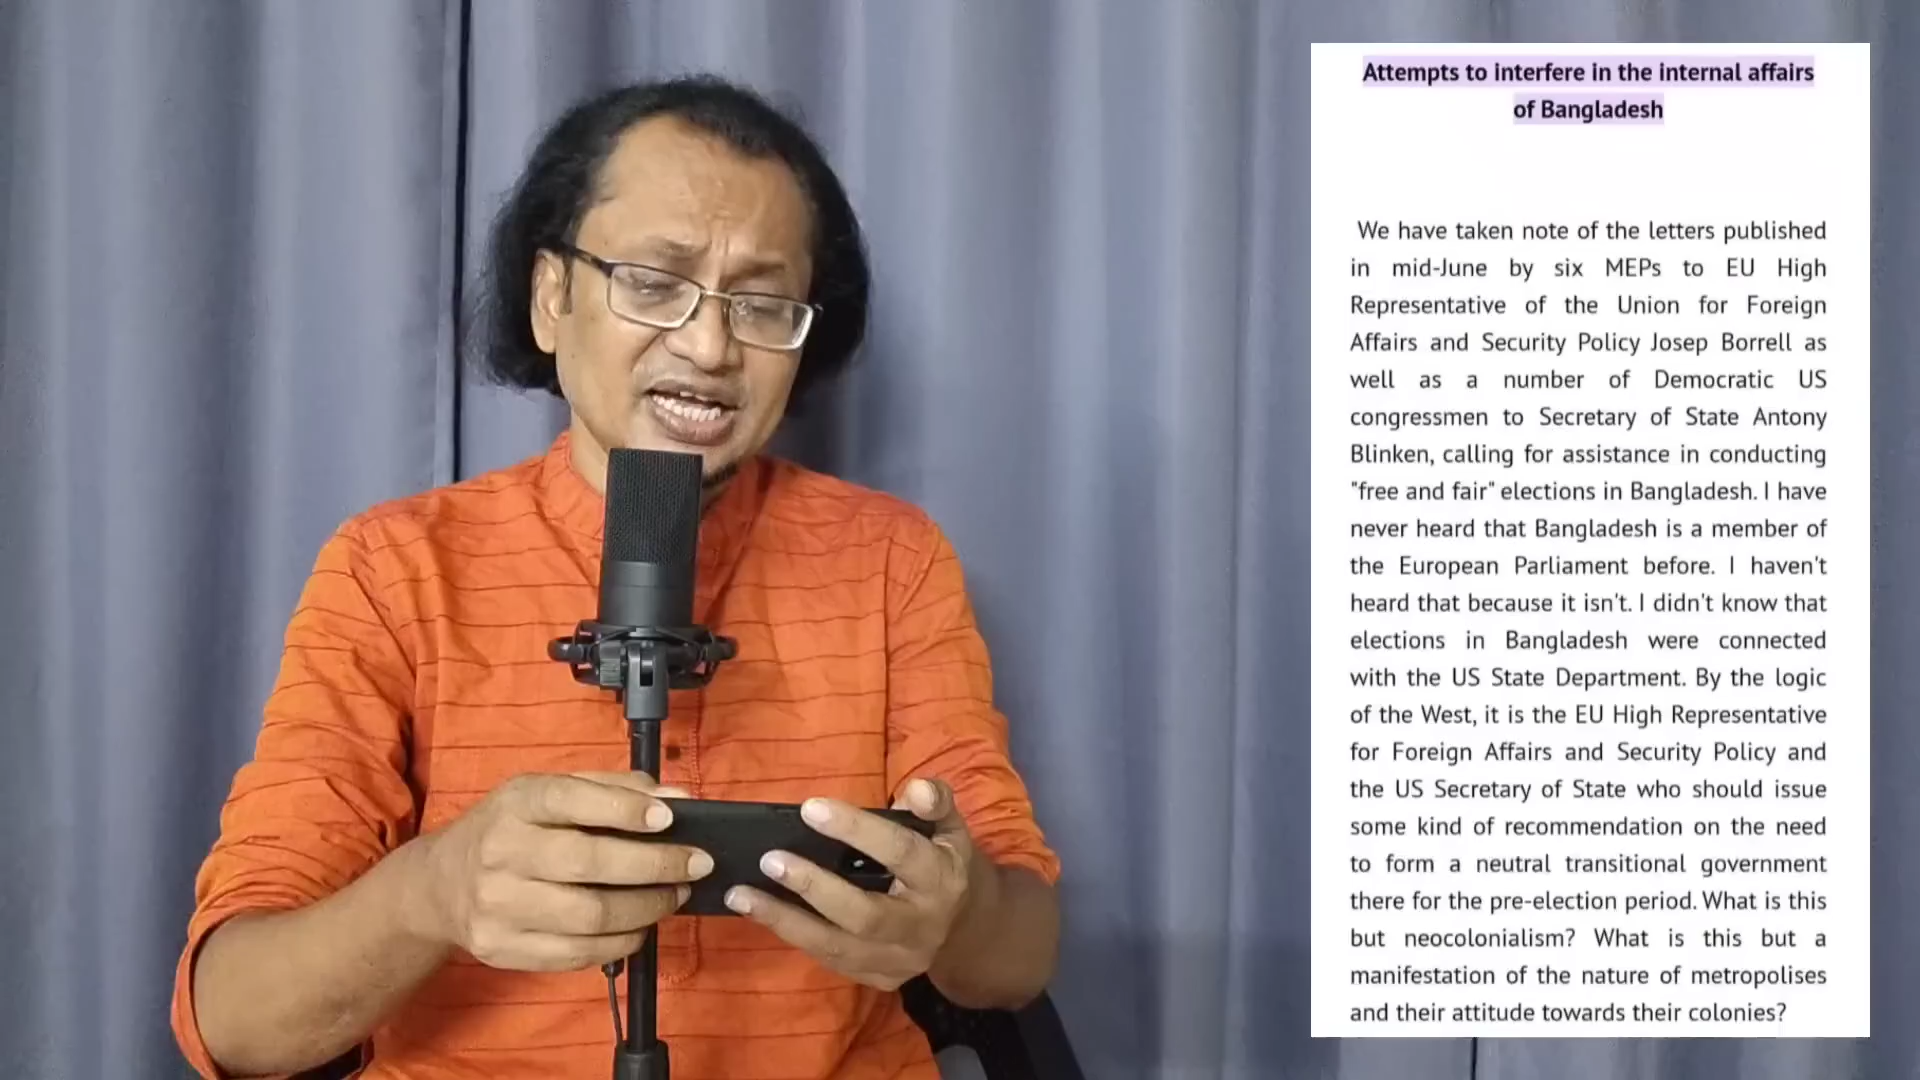 Attempts to interfere in the internal affairs
of Bangladesh
We have taken note of the letters published
in mid-June by six MEPs to EU High
Representative of the Union for Foreign
Affairs and Security Policy Josep Borrell as
well as a number of Democratic US
congressmen to Secretary of State Antony
Blinken, calling for assistance in conducting
"free and fair" elections in Bangladesh. I have
never heard that Bangladesh is a member of
the European Parliament before. I haven't
heard that because it isn't. I didn't know that
elections in Bangladesh were connected
with the US State Department. By the logic
of the West, it is the EU High Representative
for Foreign Affairs and Security Policy and
the US Secretary of State who should issue
some kind of recommendation on the need
to form a neutral transitional government
there for the pre-election period. What is this
but neocolonialism? What is this but a
manifestation of the nature of metropolises
and their attitude towards their colonies?